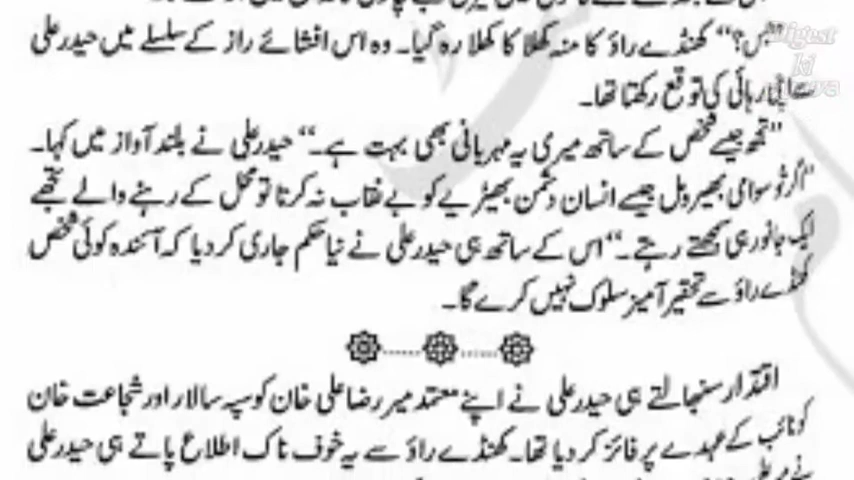 بس؟‘‘ کھنڈے راؤ کا منہ کھلا کا کھلا رہ گیا۔ وہ اس افشائے راز کے سلسلے میں حیدر علی
سے اپنی رہائی کی توقع رکھتا تھا۔
’’تجھ جیسے شخص کے ساتھ میری یہ مہربانی بھی بہت ہے۔‘‘ حیدر علی نے بلند آواز میں کہا۔
’’اگر تو سوامی بھیرومل جیسے انسان دشمن بھیڑیے کو بے نقاب نہ کرتا تو محل کے رہنے والے تجھے
ایک جانور ہی سمجھتے رہتے۔‘‘ اس کے ساتھ ہی حیدر علی نے نیا حکم جاری کر دیا کہ آئندہ کوئی شخص
کھنڈے راؤ سے تحقیر آمیز سلوک نہیں کرے گا۔
اقتدار سنبھالتے ہی حیدر علی نے اپنے معتمد میر رضا علی خان کو سپہ سالار اور شجاعت خان
کو نائب کے عہدے پر فائز کر دیا تھا۔ کھنڈے راؤ سے یہ خوف ناک اطلاع پاتے ہی حیدر علی
Digest
ki